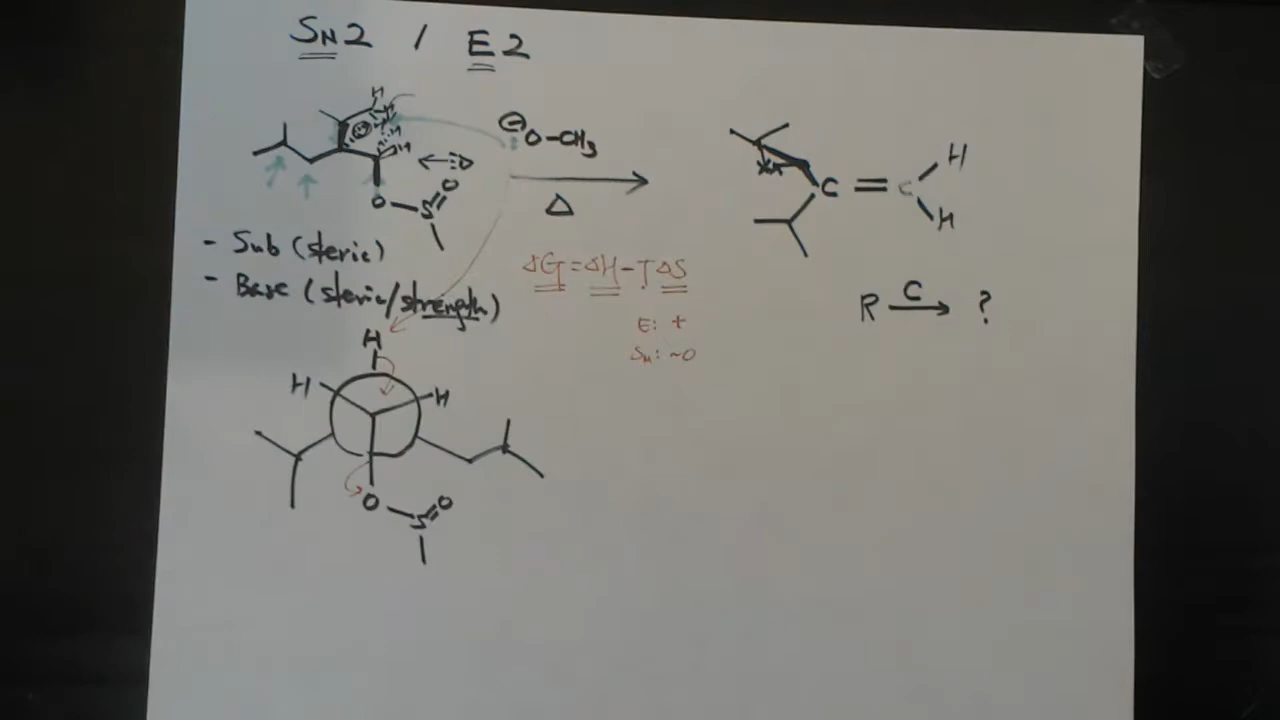 SN2 / E2
H
H
H
H
⊖O-CH3
O-S=O
Δ
- Sub (steric)
- Base (steric/strength)
ΔG=ΔH-TΔS
E: +
SN: ~0
C=C
H
H
R C→ ?
H
H
H
O-S=O